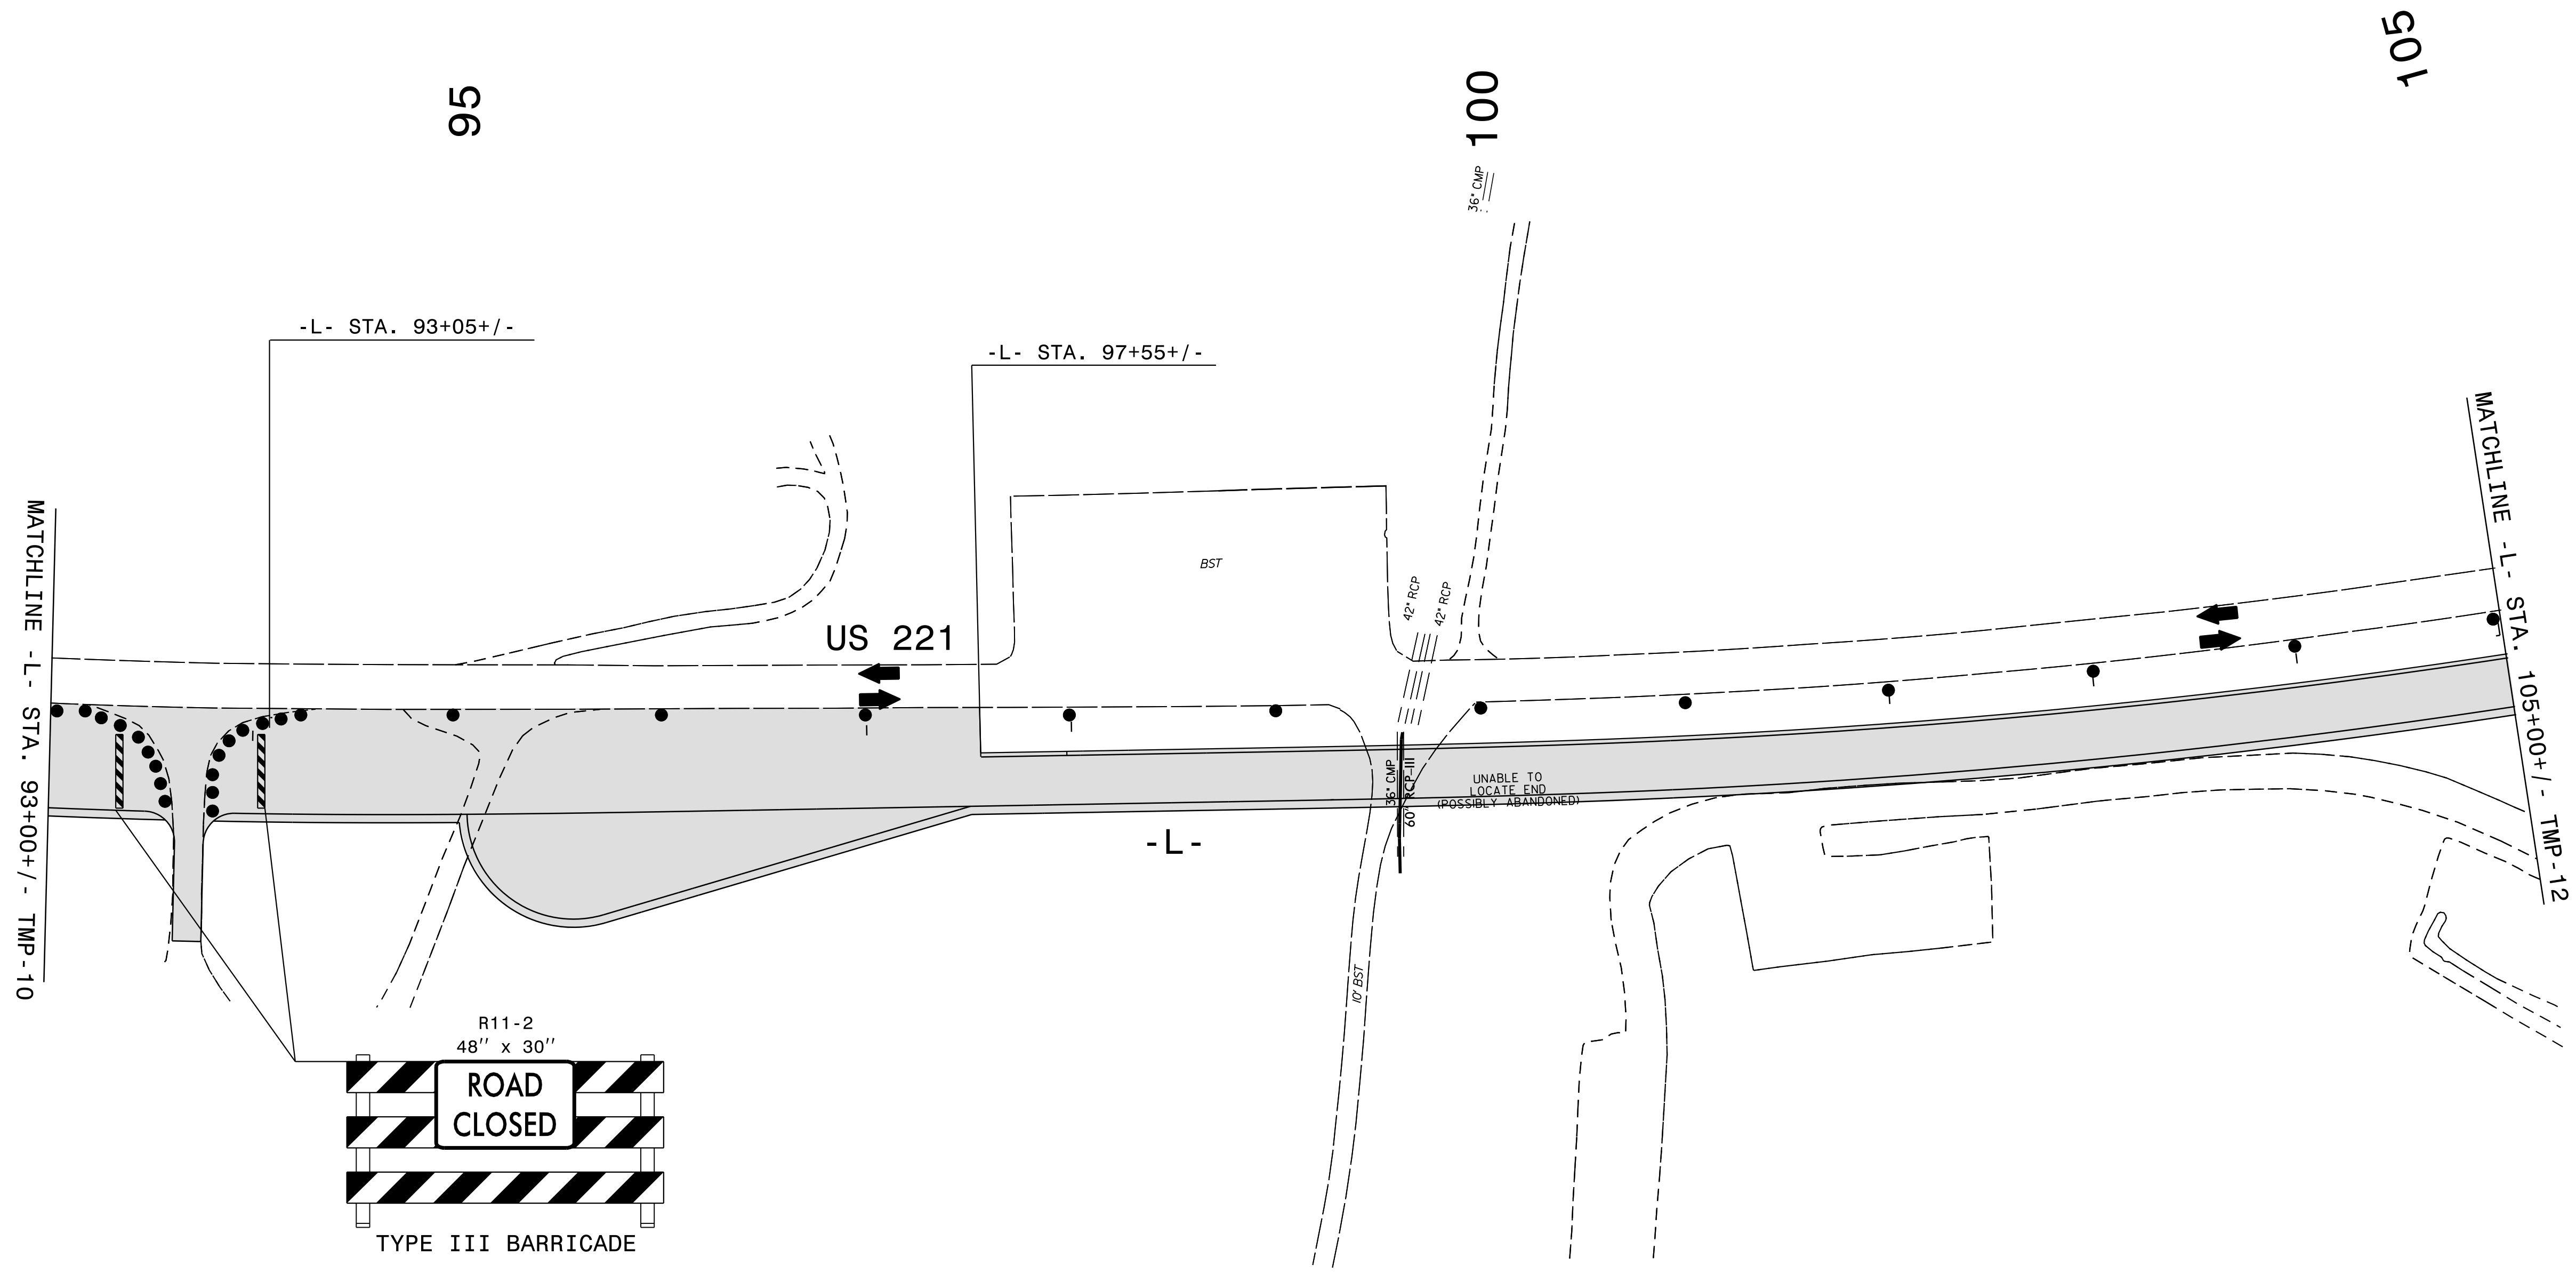 95
100
105
36" CMP
-L- STA. 93+05+/-
-L- STA. 97+55+/-
MATCHLINE -L- STA. 93+00+/- TMP-10
MATCHLINE -L- STA. 105+00+/- TMP-12
BST
42" RCP
42" RCP
US 221
36" CMP
60" RCP-III
UNABLE TO
LOCATE END
(POSSIBLY ABANDONED)
-L-
10' BST
R11-2
48'' x 30''
ROAD
CLOSED
TYPE III BARRICADE